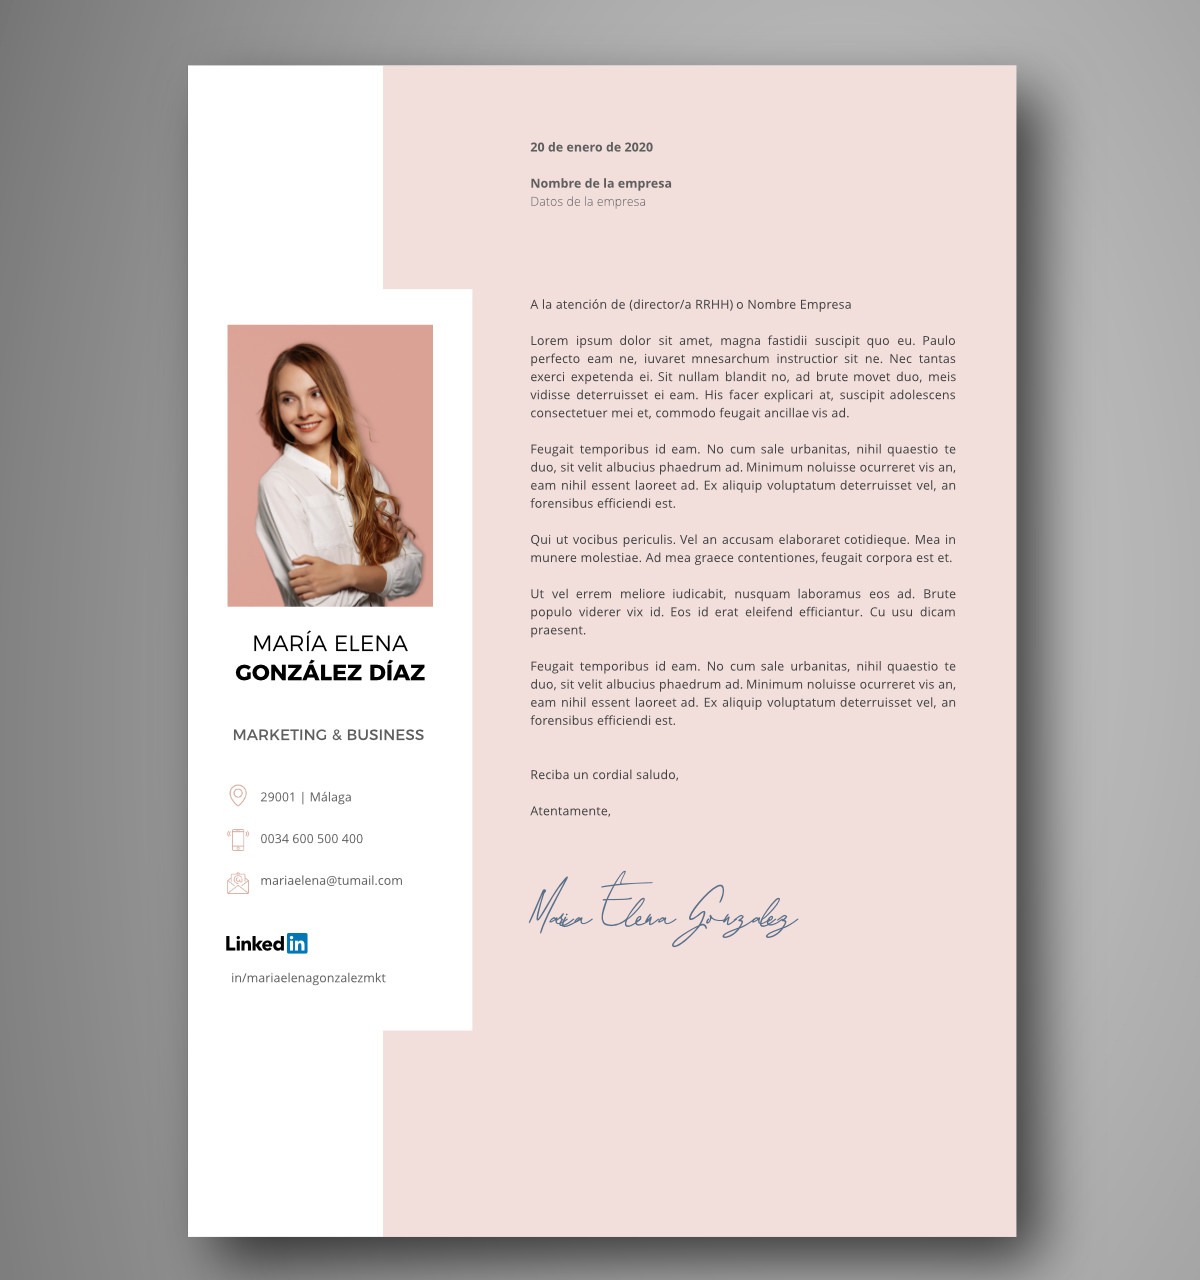 20 de enero de 2020
Nombre de la empresa
Datos de la empresa
A la atención de (director/a RRHH) o Nombre Empresa
Lorem ipsum dolor sit amet, magna fastidii suscipit quo eu. Paulo
perfecto eam ne, iuvaret mnesarchum instructior sit ne. Nec tantas
exerci expetenda ei. Sit nullam blandit no, ad brute movet duo, meis
vidisse deterruisset ei eam. His facer explicari at, suscipit adolescens
consectetuer mei et, commodo feugait ancillae vis ad.
Feugait temporibus id eam. No cum sale urbanitas, nihil quaestio te
duo, sit velit albucius phaedrum ad. Minimum noluisse ocurreret vis an,
eam nihil essent laoreet ad. Ex aliquip voluptatum deterruisset vel, an
forensibus efficiendi est.
Qui ut vocibus periculis. Vel an accusam elaboraret cotidieque. Mea in
munere molestiae. Ad mea graece contentiones, feugait corpora est et.
Ut vel errem meliore iudicabit, nusquam laboramus eos ad. Brute
populo viderer vix id. Eos id erat eleifend efficiantur. Cu usu dicam
praesent.
Feugait temporibus id eam. No cum sale urbanitas, nihil quaestio te
duo, sit velit albucius phaedrum ad. Minimum noluisse ocurreret vis an,
eam nihil essent laoreet ad. Ex aliquip voluptatum deterruisset vel, an
forensibus efficiendi est.
Reciba un cordial saludo,
Atentamente,
Maria Elena Gonzalez
MARÍA ELENA
GONZÁLEZ DÍAZ
MARKETING & BUSINESS
29001 | Málaga
0034 600 500 400
mariaelena@tumail.com
Linkedin
in/mariaelenagonzalezmkt